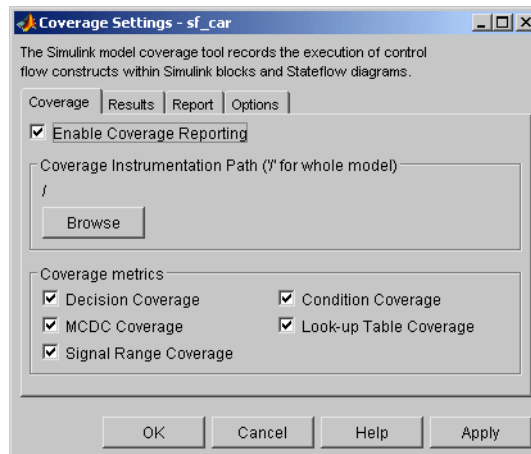 Coverage Settings - sf_car
The Simulink model coverage tool records the execution of control
flow constructs within Simulink blocks and Stateflow diagrams.
Coverage Results Report Options
Enable Coverage Reporting
Coverage Instrumentation Path ('/' for whole model)
/
Browse
Coverage metrics
Decision Coverage Condition Coverage
MCDC Coverage Look-up Table Coverage
Signal Range Coverage
OK Cancel Help Apply